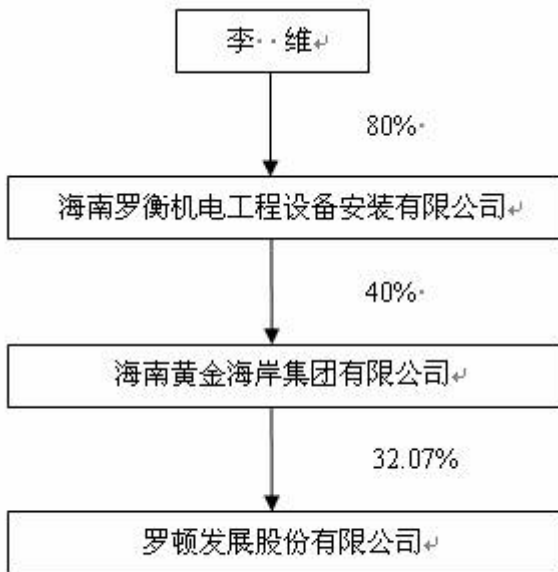 李··维↵
80%·
海南罗衡机电工程设备安装有限公司↵
40%·
海南黄金海岸集团有限公司↵
32.07%
罗顿发展股份有限公司↵